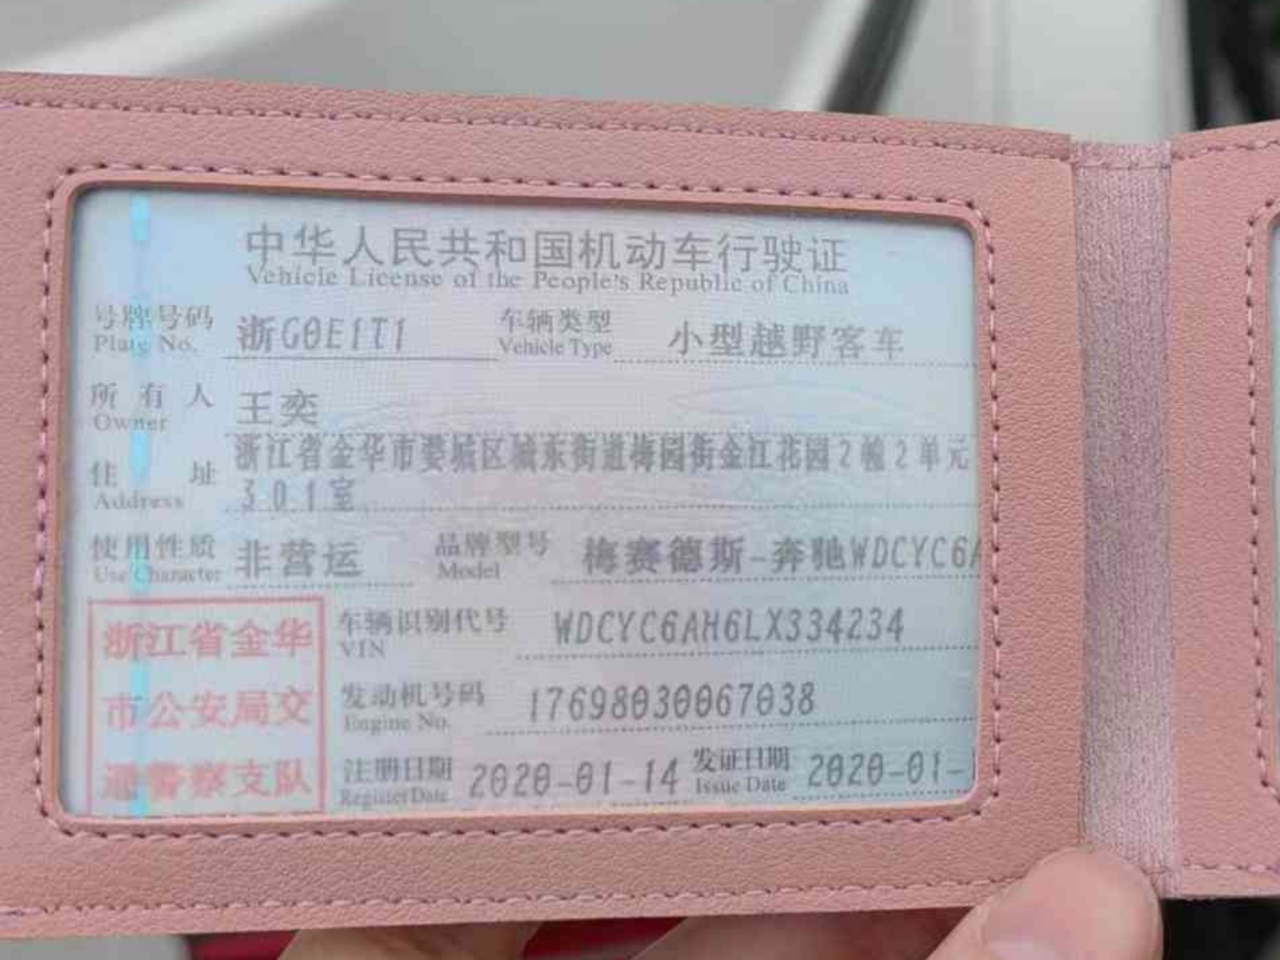 中华人民共和国机动车行驶证
Vehicle License of the People's Republic of China
号牌号码 浙G0E1T1 车辆类型 小型越野客车
Plate No. Vehicle Type
所有人 王奕
Owner
住址 浙江省金华市婺城区城东街道梅园街金江花园2幢2单元
301室
Address
使用性质 非营运 品牌型号 梅赛德斯-奔驰WDCYC6A
Use Character Model
浙江省金华
市公安局交
通警察支队
车辆识别代号 WDCYC6AH6LX334234
VIN
发动机号码 17698030067038
Engine No.
注册日期 2020-01-14 发证日期 2020-01-
Register Date Issue Date